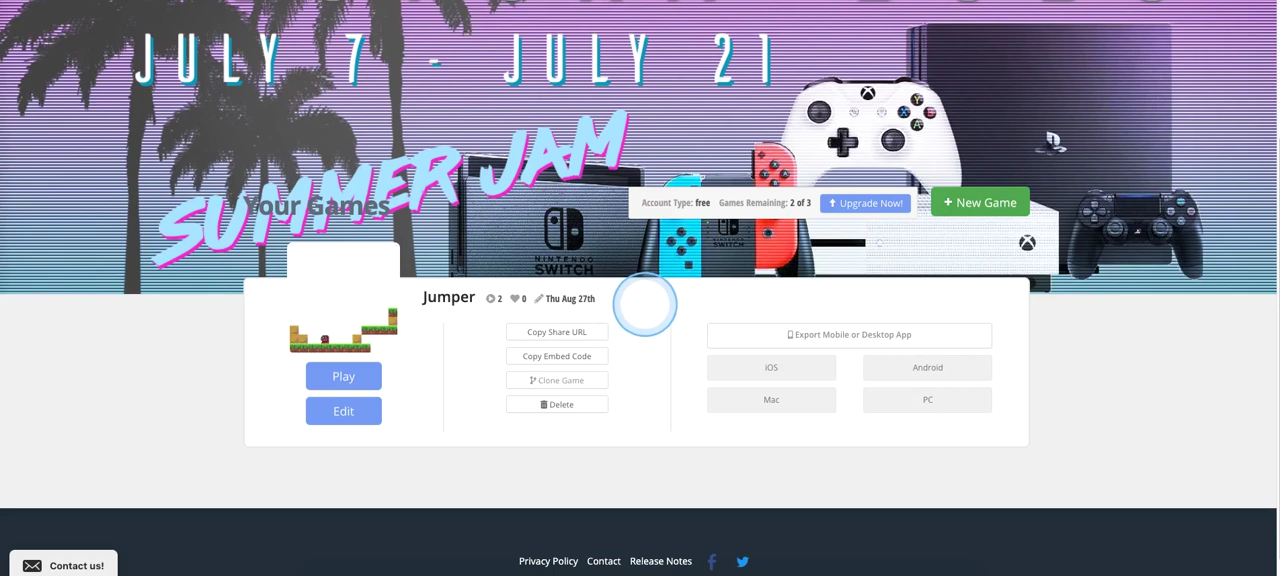 JULY 7 - JULY 21
SUMMER JAM
Your Games
Account Type: free Games Remaining: 2 of 3 Upgrade Now!
+ New Game
NINTENDO
SWITCH
Jumper 2 0 Thu Aug 27th
Play
Edit
Copy Share URL
Copy Embed Code
Clone Game
Delete
Export Mobile or Desktop App
iOS
Android
Mac
PC
Privacy Policy Contact Release Notes
Contact us!